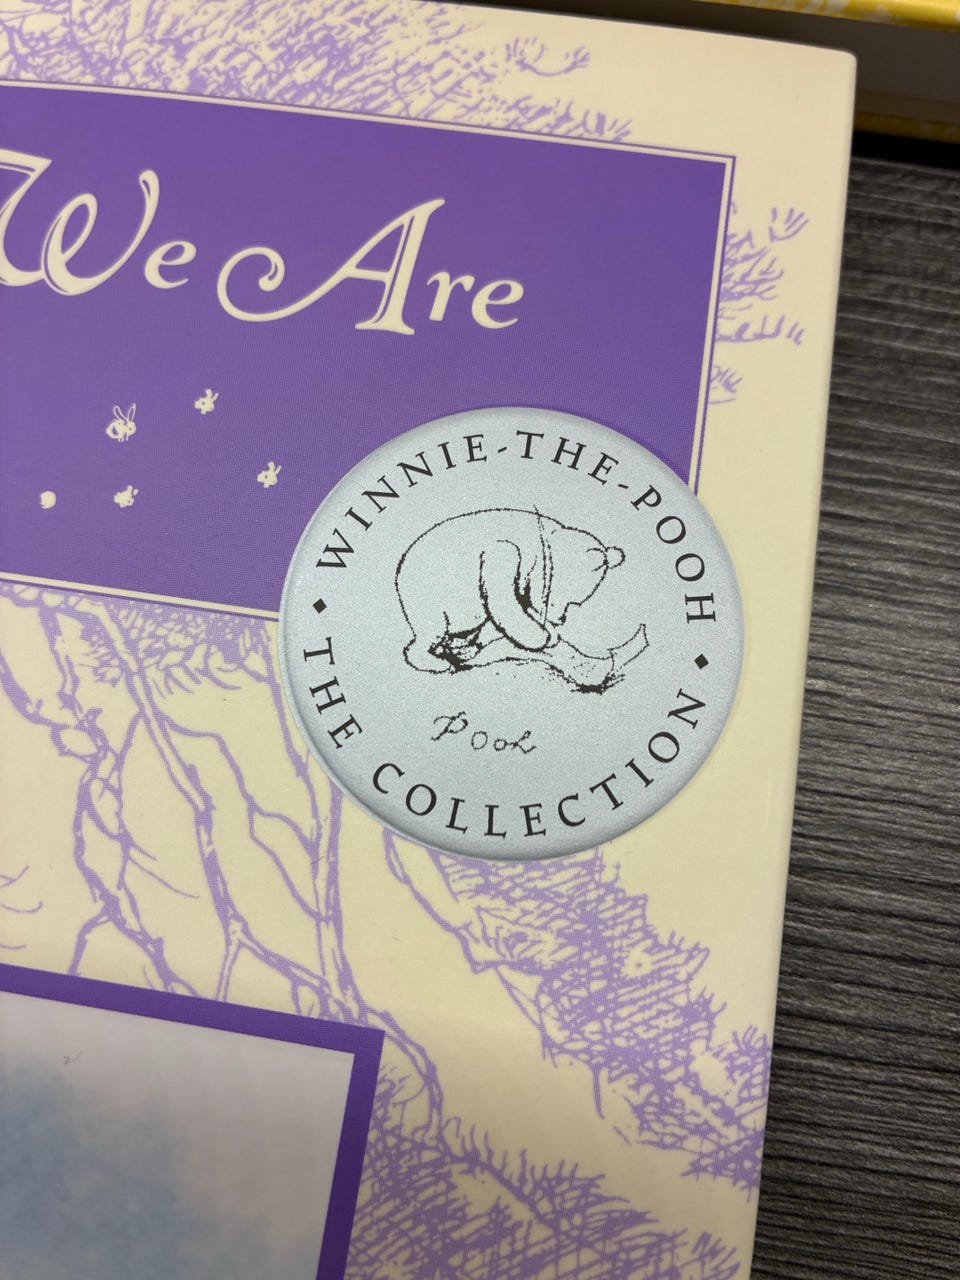 We Are
WINNIE-THE-POOH
Pooh
THE COLLECTION